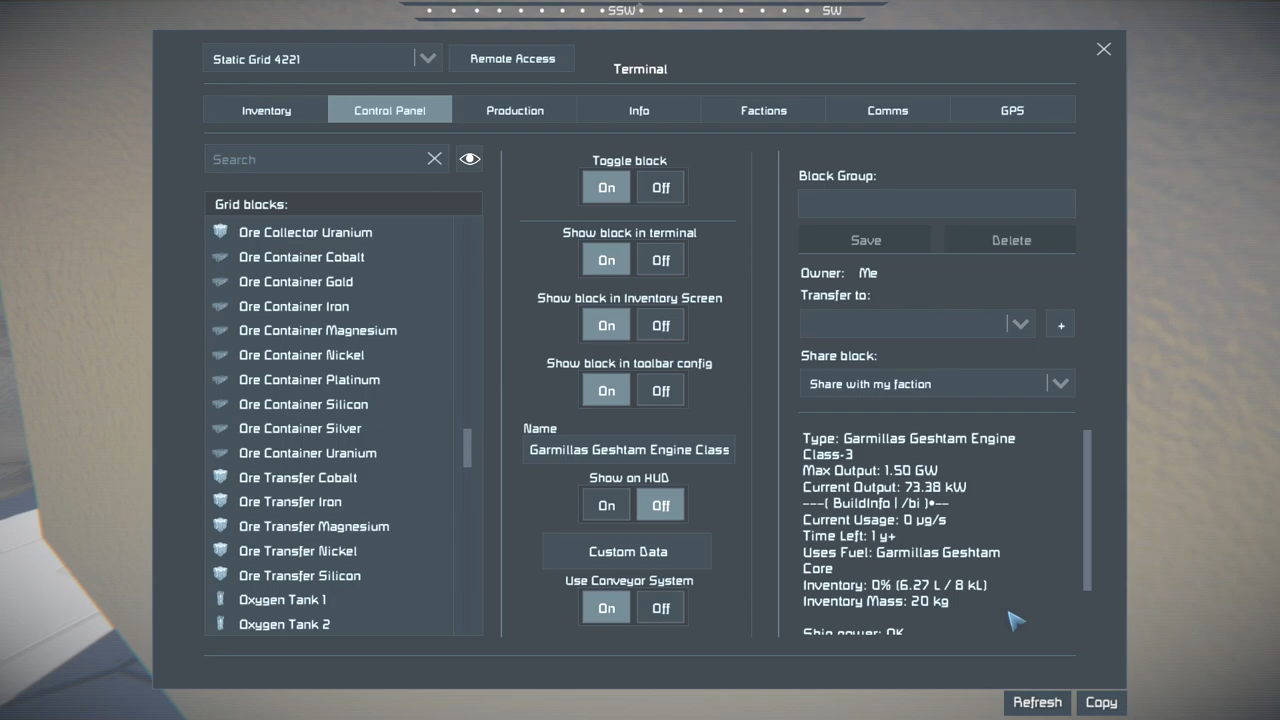 SSW SW
Static Grid 4221
Remote Access
Terminal
Inventory Control Panel Production Info Factions Comms GPS
Search
Grid blocks:
Ore Collector Uranium
Ore Container Cobalt
Ore Container Gold
Ore Container Iron
Ore Container Magnesium
Ore Container Nickel
Ore Container Platinum
Ore Container Silicon
Ore Container Silver
Ore Container Uranium
Ore Transfer Cobalt
Ore Transfer Iron
Ore Transfer Magnesium
Ore Transfer Nickel
Ore Transfer Silicon
Oxygen Tank 1
Oxygen Tank 2
Toggle block
On Off
Show block in terminal
On Off
Show block in Inventory Screen
On Off
Show block in toolbar config
On Off
Name
Garmillas Geshtam Engine Class
Show on HUD
On Off
Custom Data
Use Conveyor System
On Off
Block Group:
Save Delete
Owner: Me
Transfer to:
+
Share block:
Share with my faction
Type: Garmillas Geshtam Engine
Class-3
Max Output: 1.50 GW
Current Output: 73.38 kW
---( BuildInfo | /bi )•--
Current Usage: 0 µg/s
Time Left: 1 y+
Uses Fuel: Garmillas Geshtam
Core
Inventory: 0% (6.27 L / 8 kL)
Inventory Mass: 20 kg
Ship power: OK
Refresh Copy